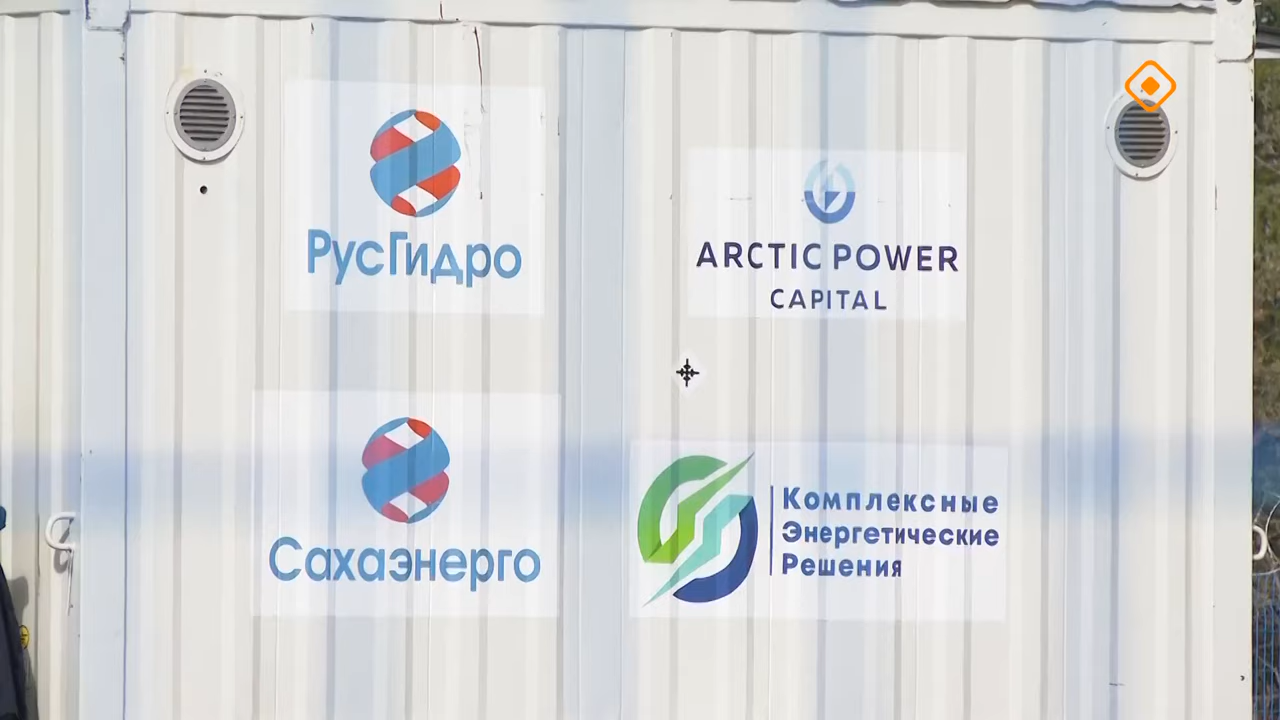 РусГидро
ARCTIC POWER
CAPITAL
Сахаэнерго
Комплексные
Энергетические
Решения